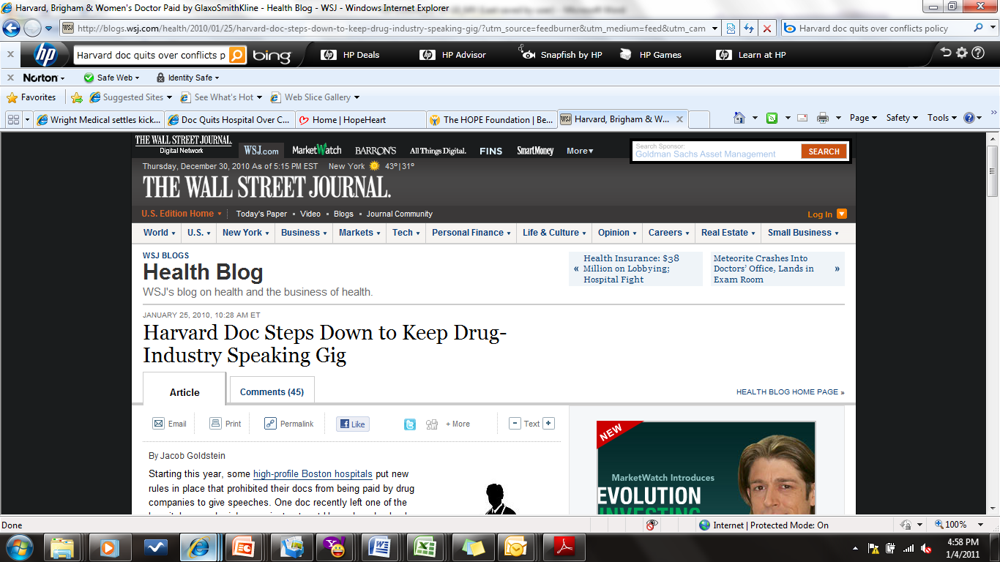 Harvard, Brigham & Women's Doctor Paid by GlaxoSmithKline - Health Blog - WSJ - Windows Internet Explorer
http://blogs.wsj.com/health/2010/01/25/harvard-doc-steps-down-to-keep-drug-industry-speaking-gig/?utm_source=feedburner&utm_medium=feed&utm_cam
Harvard doc quits over conflicts policy
hp Harvard doc quits over conflicts p bing HP Deals HP Advisor Snapfish by HP HP Games Learn at HP
Norton Safe Web Identity Safe
Favorites Suggested Sites See What's Hot Web Slice Gallery
Wright Medical settles kick... Doc Quits Hospital Over C... Home | HopeHeart The HOPE Foundation | Be... Harvard, Brigham & W... Page Safety Tools
THE WALL STREET JOURNAL.
Digital Network
WSJ.com MarketWatch BARRON'S All Things Digital. FINS SmartMoney More
Search Sponsor:
Goldman Sachs Asset Management
SEARCH
Thursday, December 30, 2010 As of 5:15 PM EST New York 43º|31º
THE WALL STREET JOURNAL.
U.S. Edition Home Today's Paper Video Blogs Journal Community Log In
World U.S. New York Business Markets Tech Personal Finance Life & Culture Opinion Careers Real Estate Small Business
WSJ BLOGS
Health Blog
WSJ's blog on health and the business of health.
« Health Insurance: $38
Million on Lobbying;
Hospital Fight
Meteorite Crashes Into
Doctors' Office, Lands in
Exam Room »
JANUARY 25, 2010, 10:28 AM ET
Harvard Doc Steps Down to Keep Drug-
Industry Speaking Gig
Article Comments (45) HEALTH BLOG HOME PAGE »
Email Print Permalink Like + More - Text +
By Jacob Goldstein
Starting this year, some high-profile Boston hospitals put new
rules in place that prohibited their docs from being paid by drug
companies to give speeches. One doc recently left one of the
NEW
MarketWatch Introduces
EVOLUTION
INVESTING
Done Internet | Protected Mode: On 100%
4:58 PM
1/4/2011